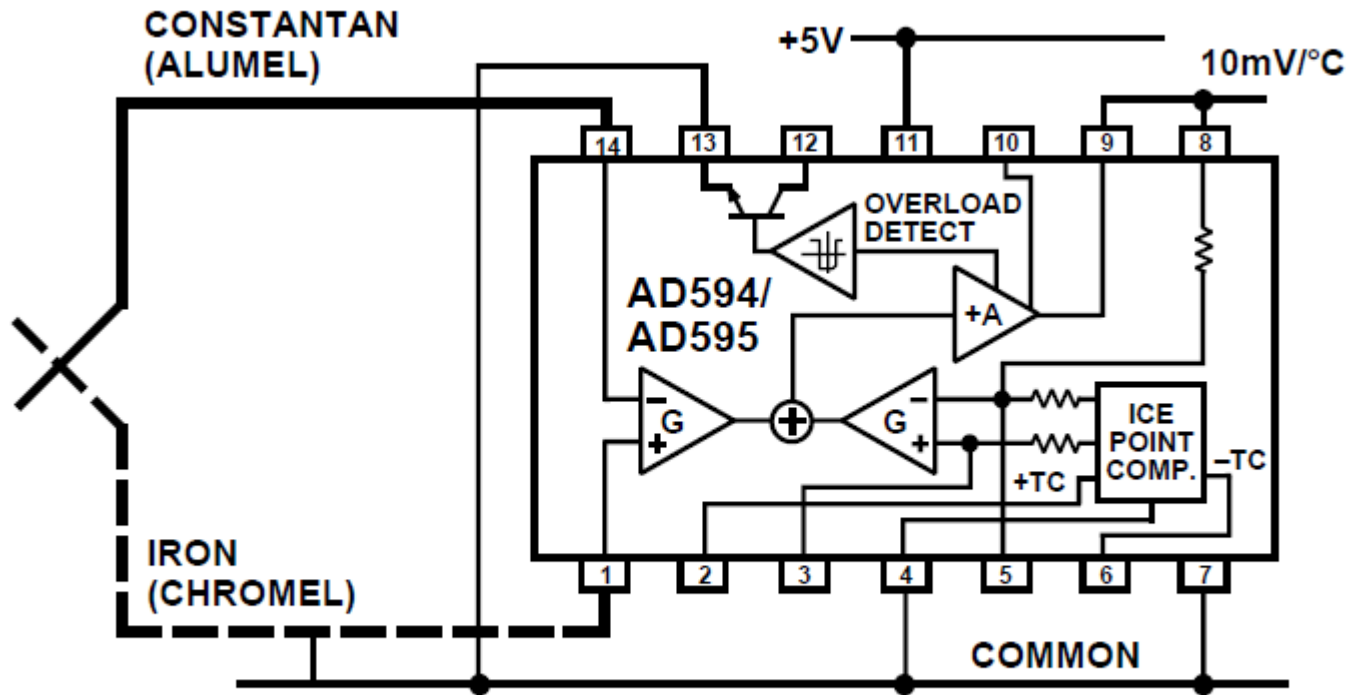 CONSTANTAN
(ALUMEL)
+5V
10mV/°C
14
13
12
11
10
9
8
OVERLOAD
DETECT
AD594/
AD595
+A
–
G
+
+
–
G
+
ICE
POINT
COMP.
+TC
–TC
IRON
(CHROMEL)
1
2
3
4
5
6
7
COMMON